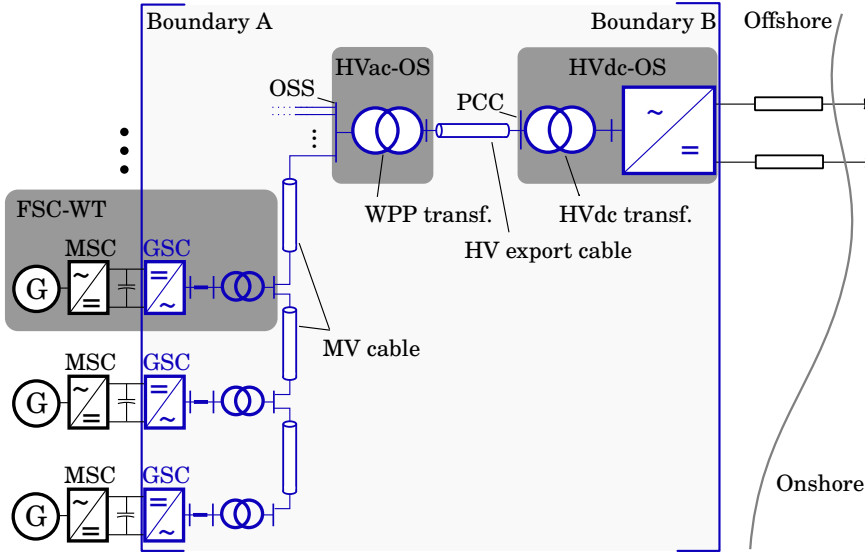 Boundary A
Boundary B
Offshore
HVac-OS
HVdc-OS
OSS
PCC
WPP transf.
HVdc transf.
HV export cable
FSC-WT
MSC
GSC
G
MV cable
MSC
GSC
G
MSC
GSC
G
Onshore